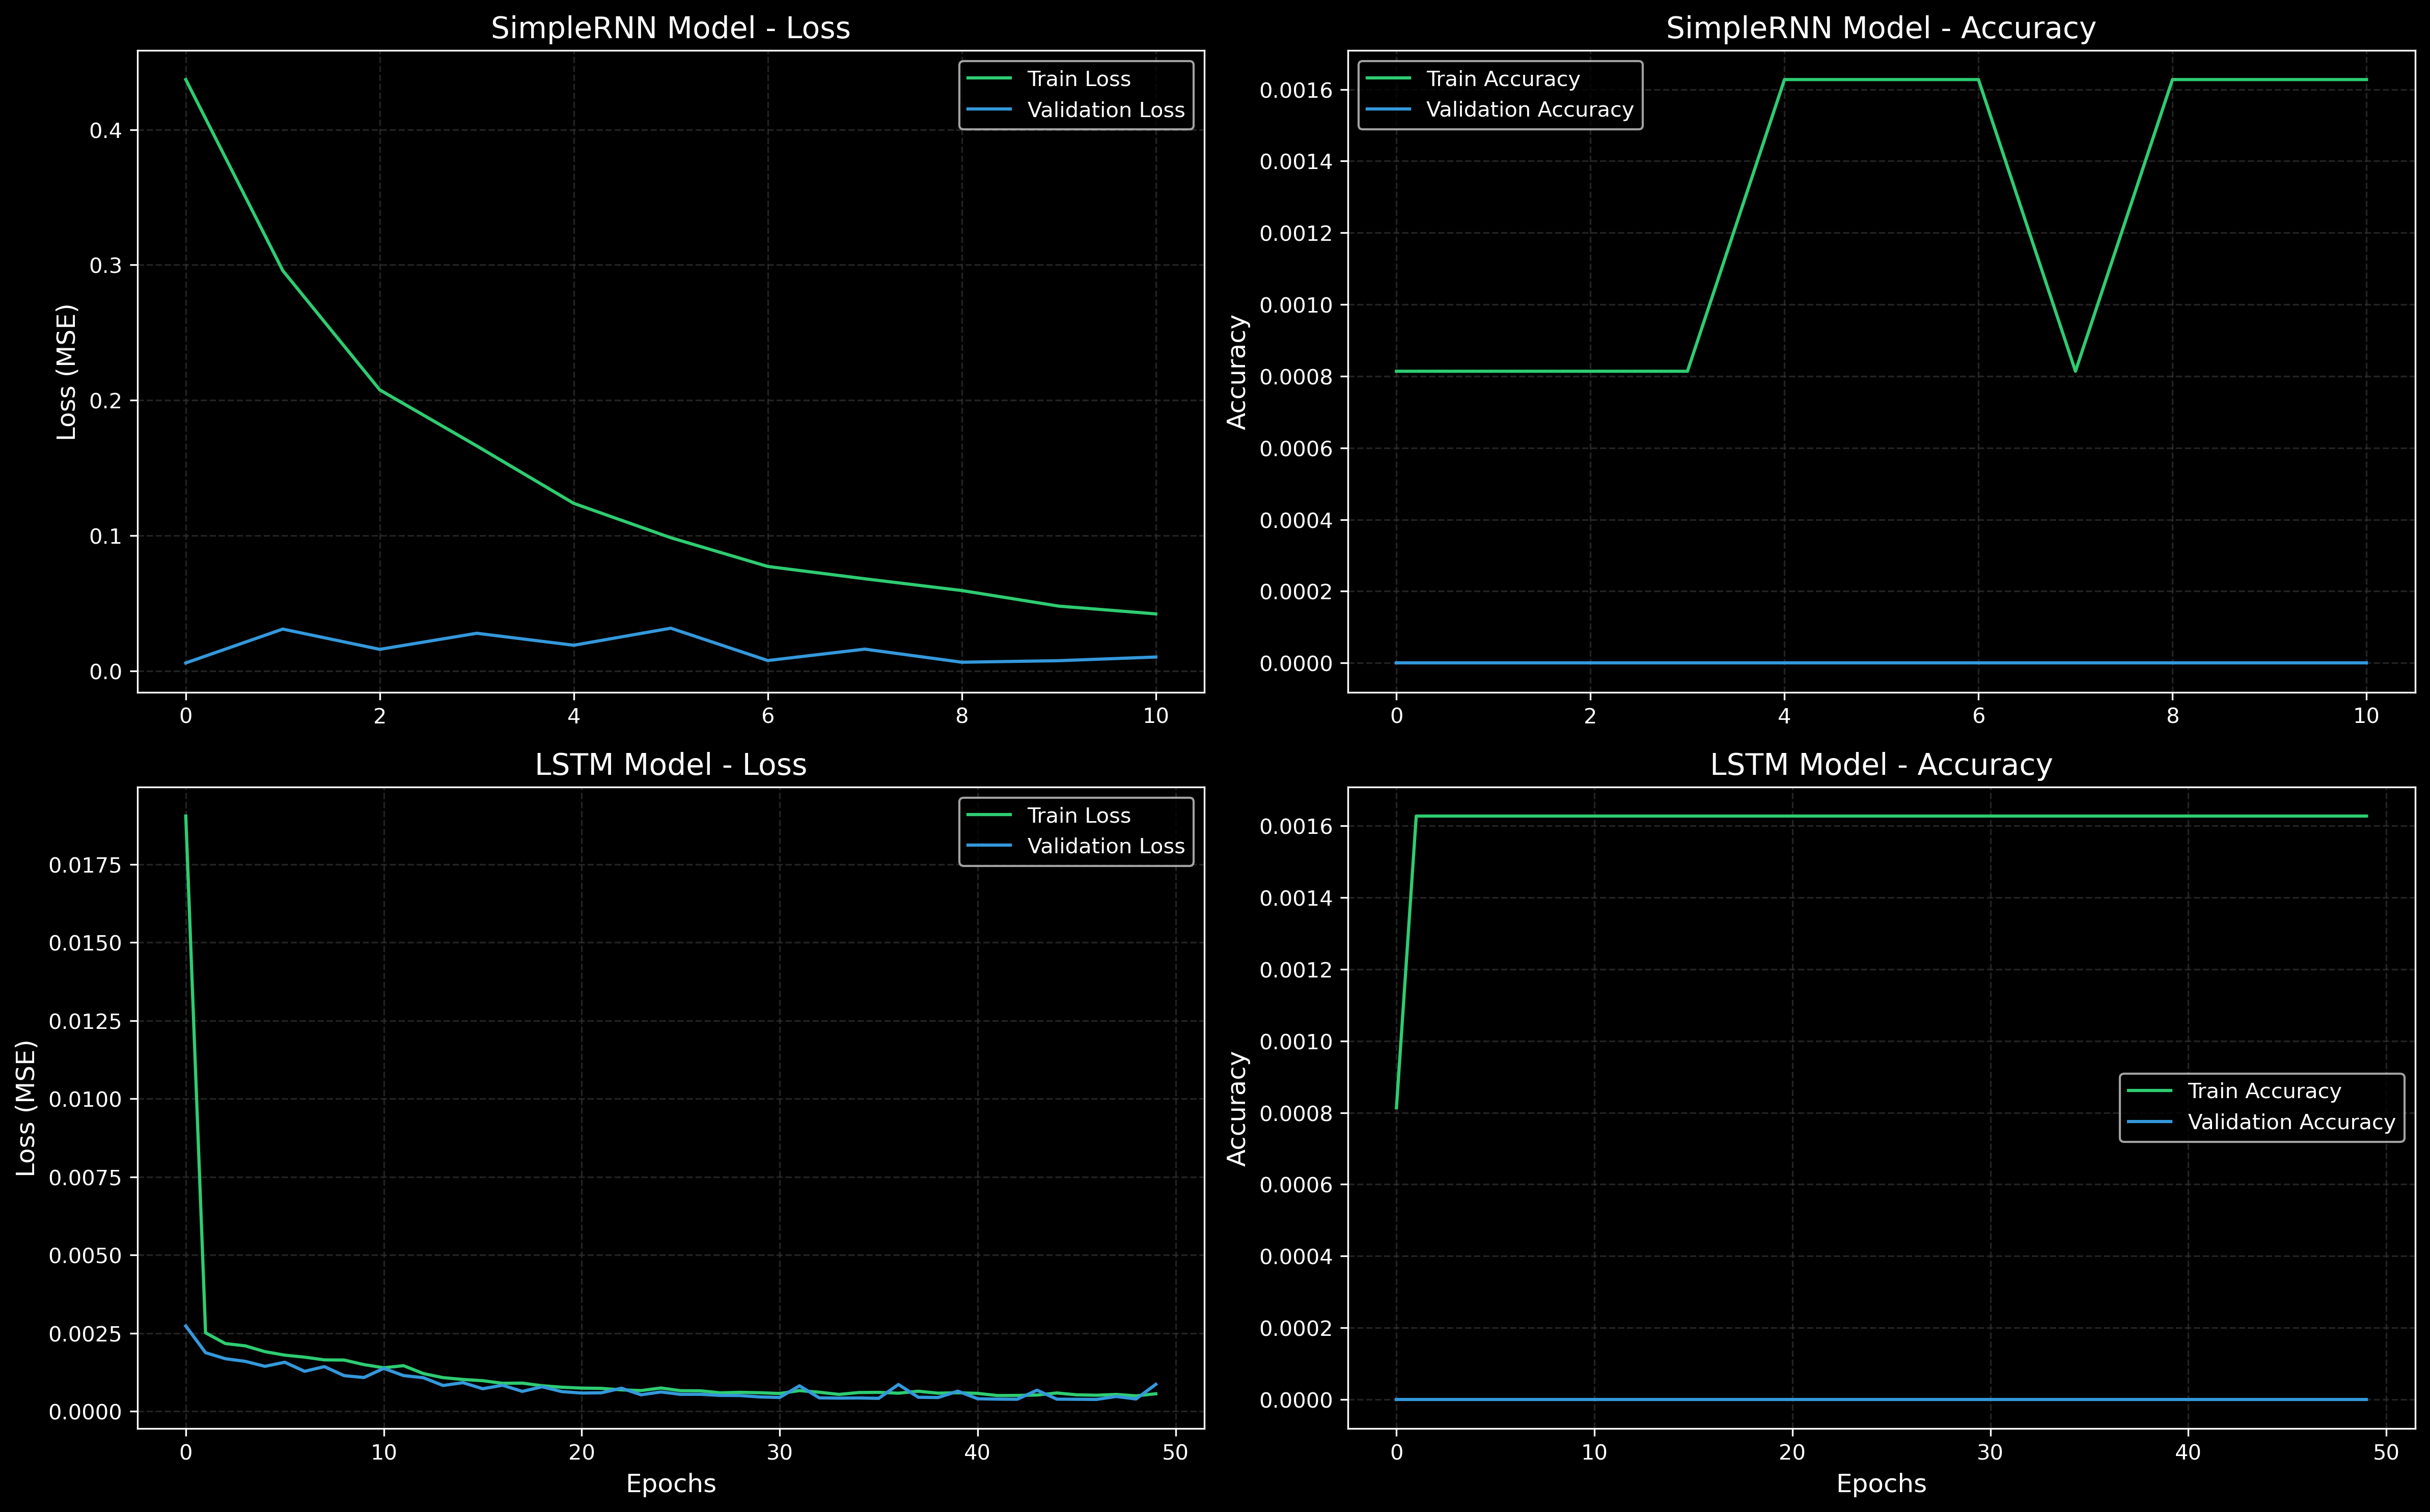 SimpleRNN Model - Loss
Train Loss
Validation Loss
Loss (MSE)
0.4
0.3
0.2
0.1
0.0
0 2 4 6 8 10
SimpleRNN Model - Accuracy
Train Accuracy
Validation Accuracy
Accuracy
0.0016
0.0014
0.0012
0.0010
0.0008
0.0006
0.0004
0.0002
0.0000
0 2 4 6 8 10
LSTM Model - Loss
Train Loss
Validation Loss
Loss (MSE)
0.0175
0.0150
0.0125
0.0100
0.0075
0.0050
0.0025
0.0000
0 10 20 30 40 50
Epochs
LSTM Model - Accuracy
Train Accuracy
Validation Accuracy
Accuracy
0.0016
0.0014
0.0012
0.0010
0.0008
0.0006
0.0004
0.0002
0.0000
0 10 20 30 40 50
Epochs